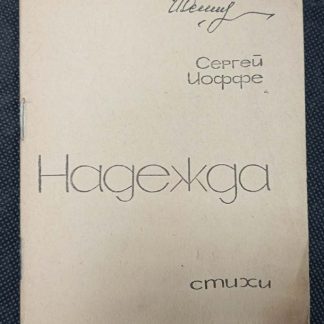 Сергей
Иоффе
Надежда
стихи